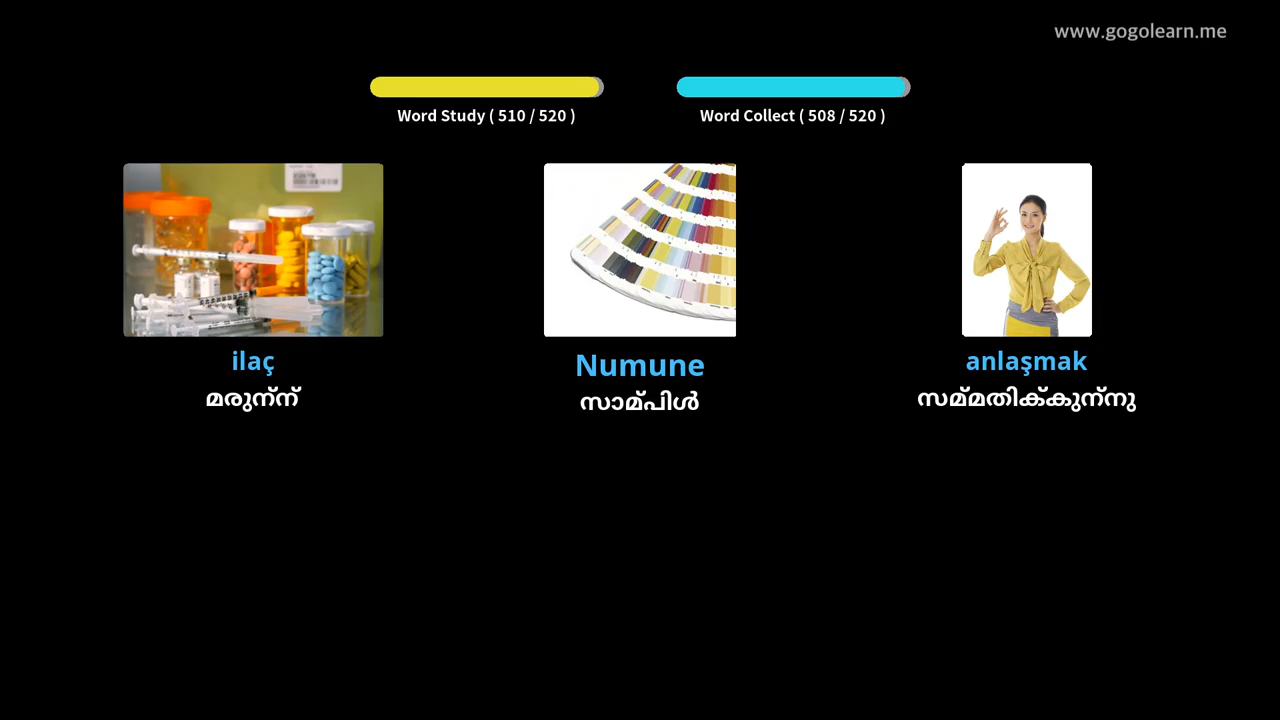 www.gogolearn.me
Word Study ( 510 / 520 )
Word Collect ( 508 / 520 )
ilaç
Numune
anlaşmak
മരുന്ന്
സാമ്പിൾ
സമ്മതിക്കുന്നു